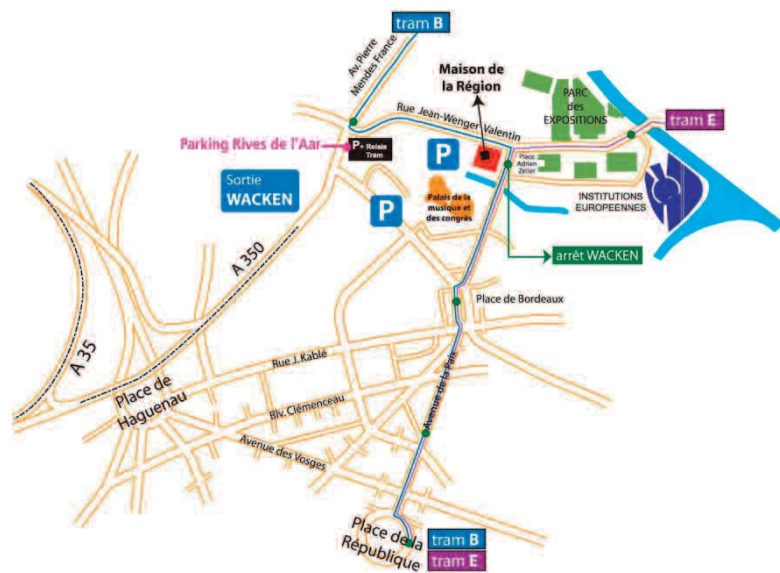 tram B
Av. Pierre
Mendes France
Maison de
la Région
Rue Jean-Wenger Valentin
PARC
des
EXPOSITIONS
tram E
Parking Rives de l'Aar
P+ Relais
Tram
P
Place
Adrien
Zeller
Sortie
WACKEN
P
Palais de la
musique et
des congrès
INSTITUTIONS
EUROPEENNES
A 350
arrêt WACKEN
Place de Bordeaux
A 35
Rue J. Kablé
Avenue de la Paix
Place de
Haguenau
Blv. Clémenceau
Avenue des Vosges
Place de la
République
tram B
tram E